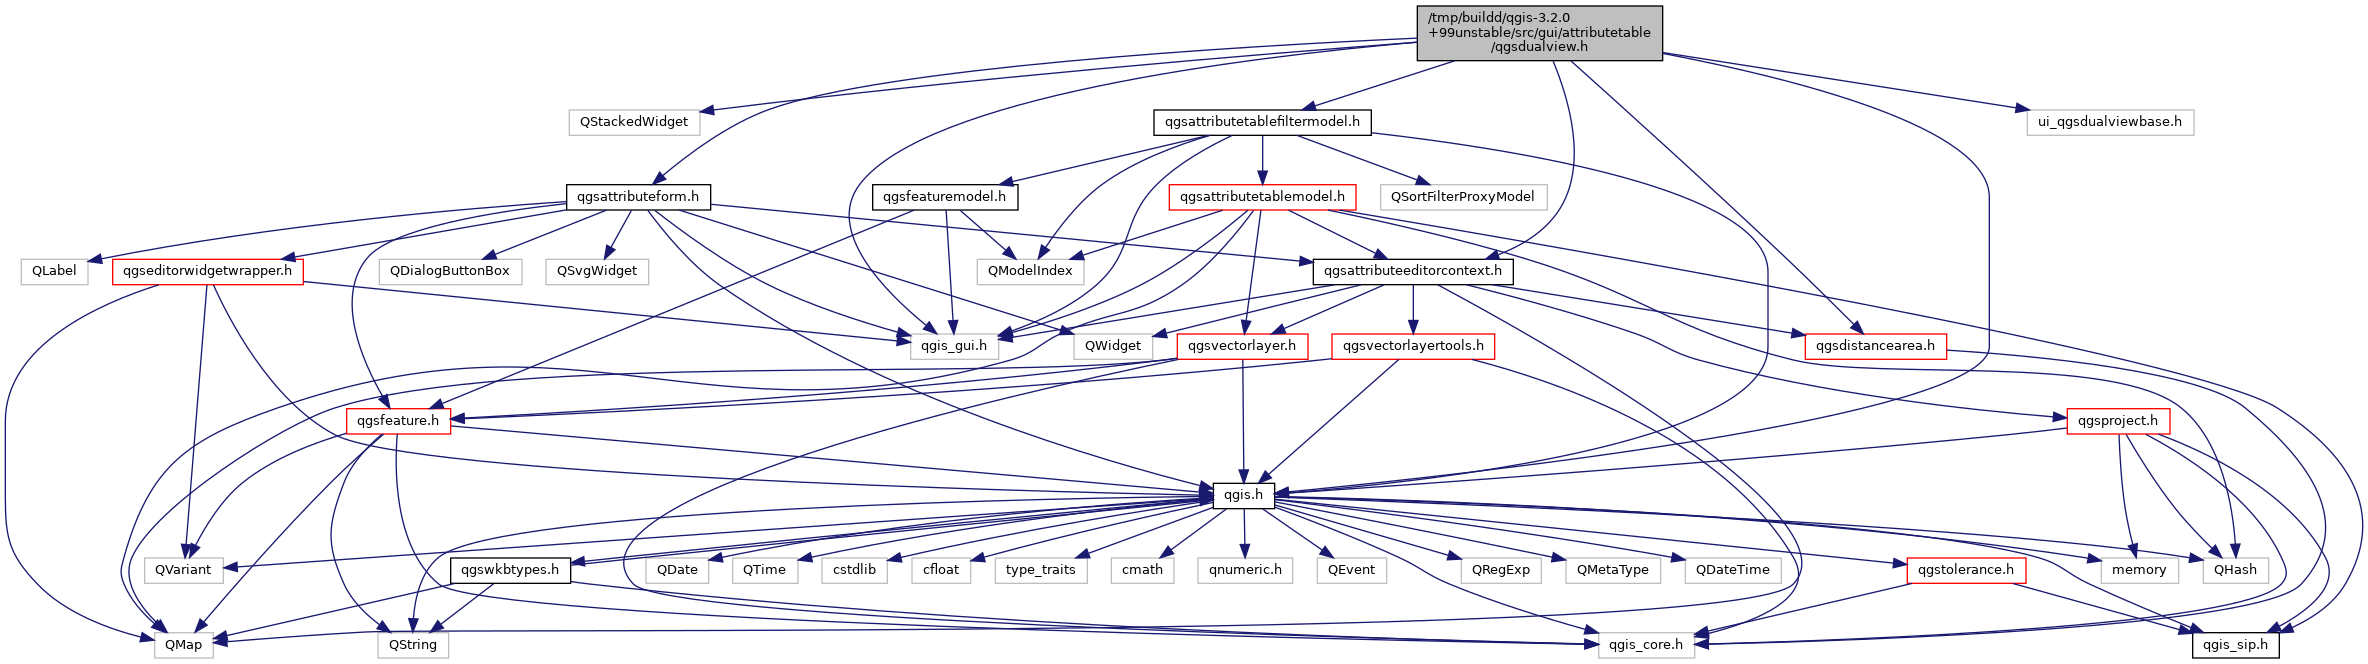 /tmp/buildd/qgis-3.2.0
+99unstable/src/gui/attributetable
/qgsdualview.h
QStackedWidget
qgsattributetablefiltermodel.h
ui_qgsdualviewbase.h
qgsattributeform.h
qgsfeaturemodel.h
qgsattributetablemodel.h
QSortFilterProxyModel
QLabel
qgseditorwidgetwrapper.h
QDialogButtonBox
QSvgWidget
QModelIndex
qgsattributeeditorcontext.h
qgis_gui.h
QWidget
qgsvectorlayer.h
qgsvectorlayertools.h
qgsdistancearea.h
qgsfeature.h
qgsproject.h
qgis.h
QVariant
qgswkbtypes.h
QDate
QTime
cstdlib
cfloat
type_traits
cmath
qnumeric.h
QEvent
QRegExp
QMetaType
QDateTime
qgstolerance.h
memory
QHash
QMap
QString
qgis_core.h
qgis_sip.h